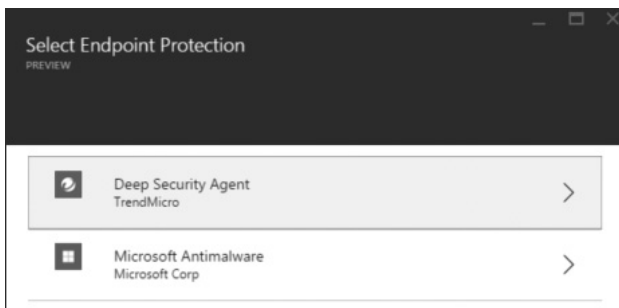 Select Endpoint Protection
PREVIEW
Deep Security Agent
TrendMicro
Microsoft Antimalware
Microsoft Corp